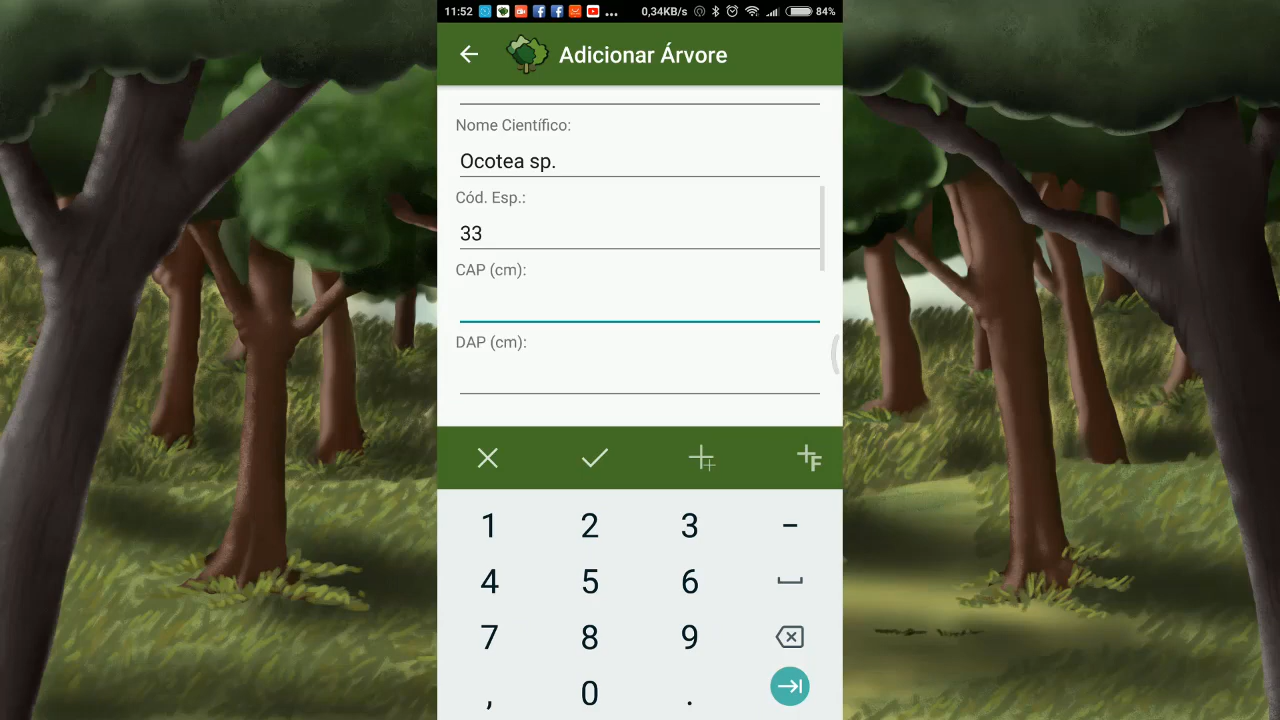 11:52 0,34KB/s 84%
Adicionar Árvore
Nome Científico:
Ocotea sp.
Cód. Esp.:
33
CAP (cm):
DAP (cm):
F
1 2 3 -
4 5 6
7 8 9
, 0 .